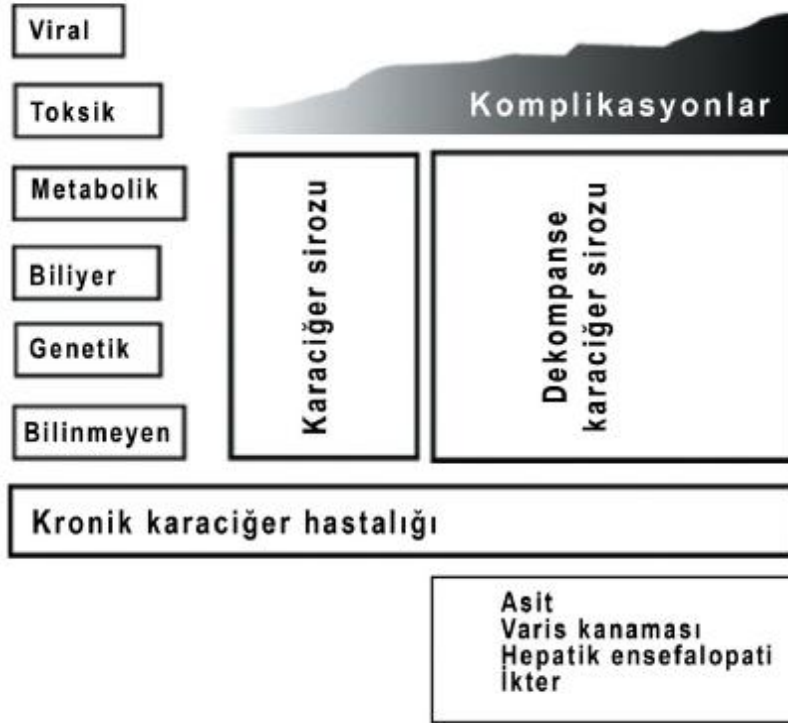 Viral
Toksik
Metabolik
Biliyer
Genetik
Bilinmeyen
Komplikasyonlar
Karaciğer sirozu
Dekompanse
karaciğer sirozu
Kronik karaciğer hastalığı
Asit
Varis kanaması
Hepatik ensefalopati
İkter